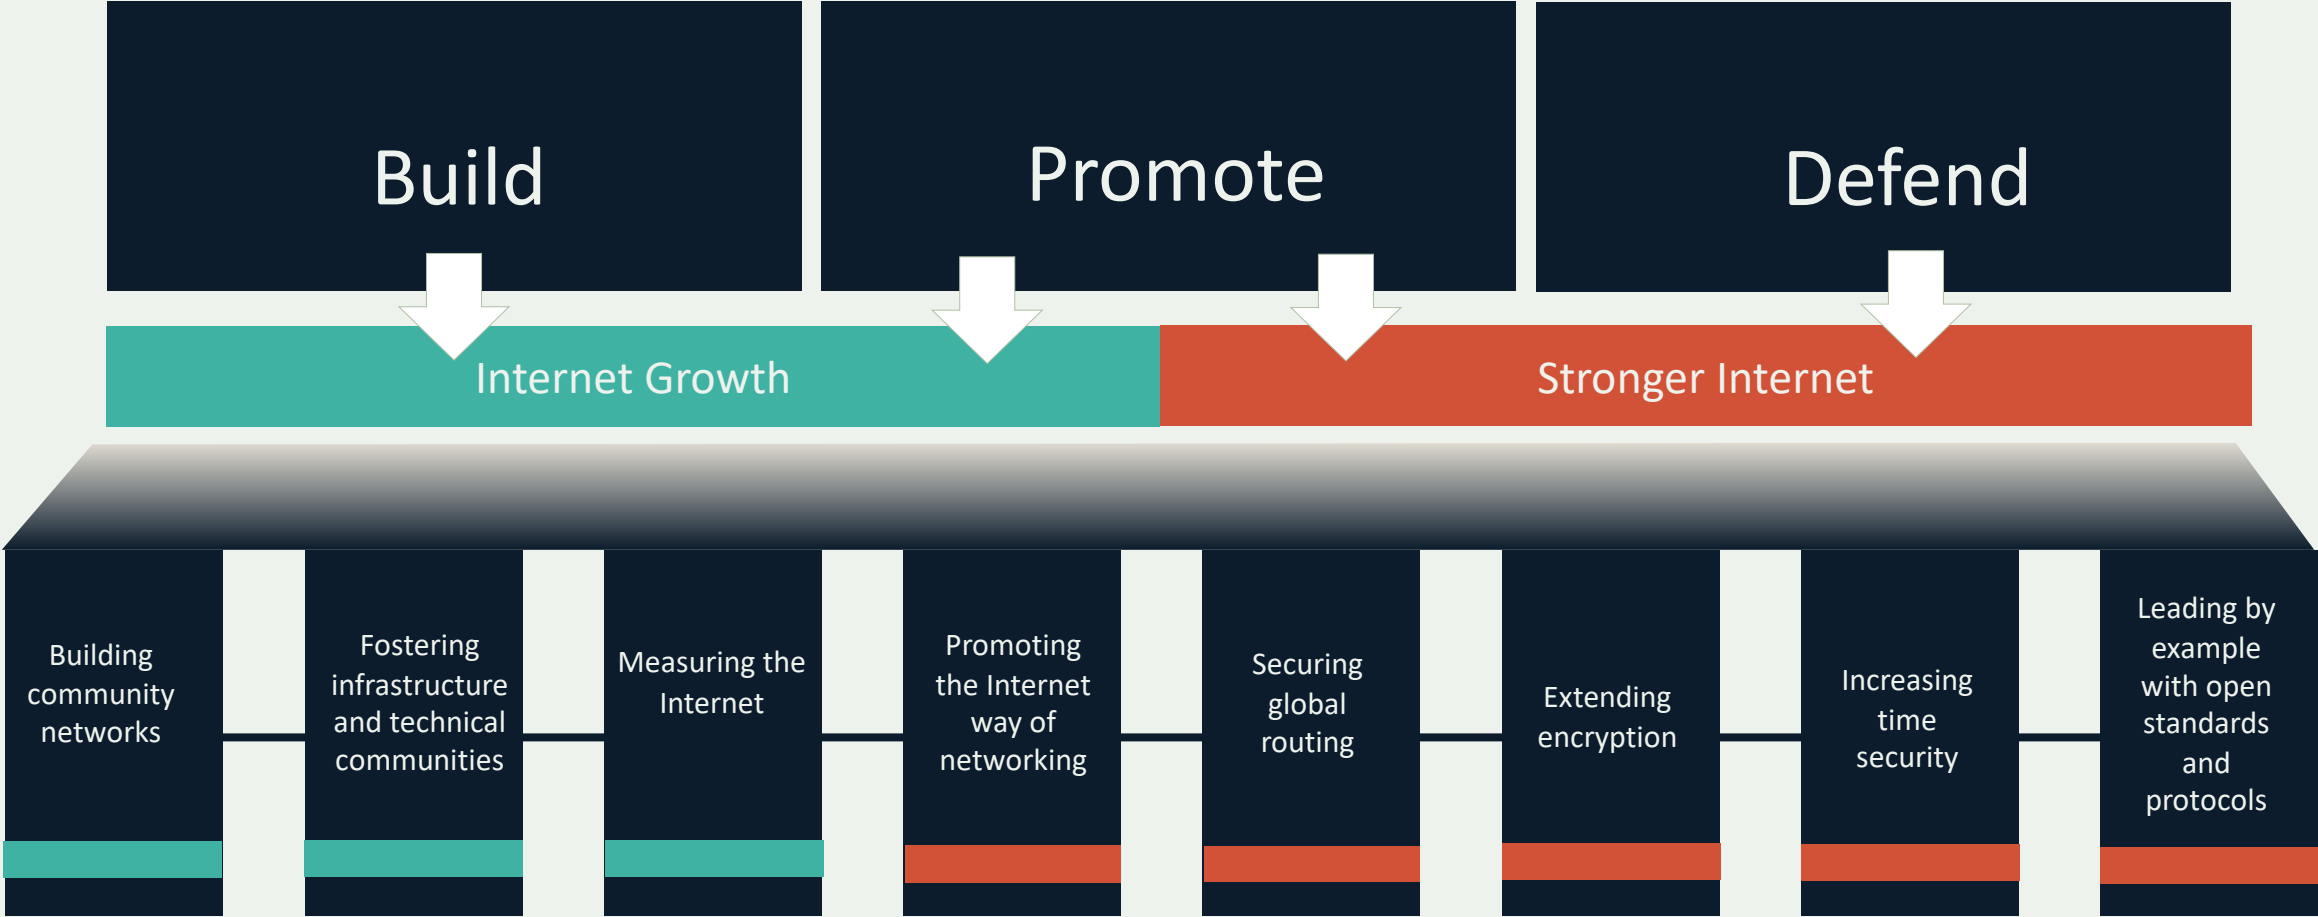 Build
Promote
Defend
Internet Growth
Stronger Internet
Building
community
networks
Fostering
infrastructure
and technical
communities
Measuring the
Internet
Promoting
the Internet
way of
networking
Securing
global
routing
Extending
encryption
Increasing
time
security
Leading by
example
with open
standards
and
protocols